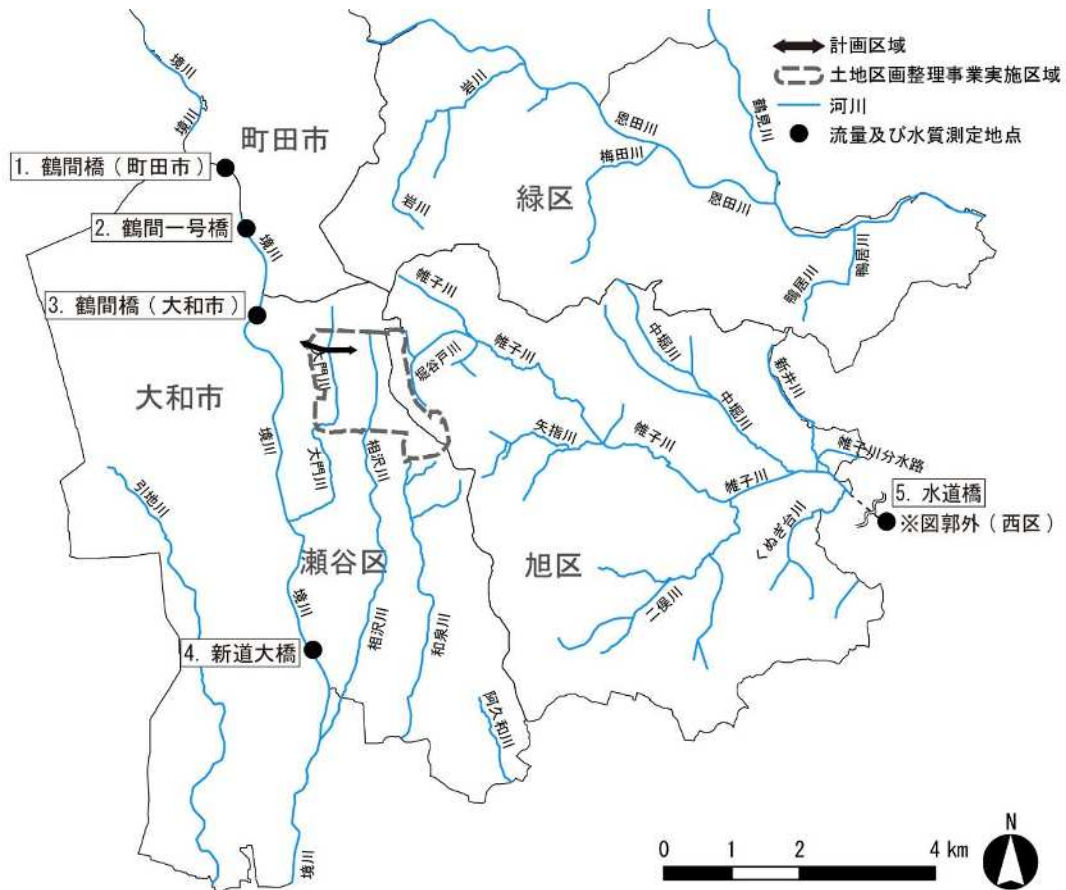 計画区域
土地区画整理事業実施区域
河川
流量及び水質測定地点
境川
境川
町田市
1. 鶴間橋（町田市）
2. 鶴間一号橋
境川
3. 鶴間橋（大和市）
岩川
岩川
恩田川
梅田川
恩田川
鶴見川
緑区
鴨居川
鴨居川
帷子川
帷子川
堀谷戸川
中堀川
中堀川
新井川
帷子川分水路
大門川
大和市
境川
大門川
相沢川
矢指川
帷子川
帷子川
5. 水道橋
※図郭外（西区）
引地川
瀬谷区
旭区
くぬぎ台川
二俣川
境川
相沢川
和泉川
4. 新道大橋
阿久和川
境川
N
0 1 2 4 km